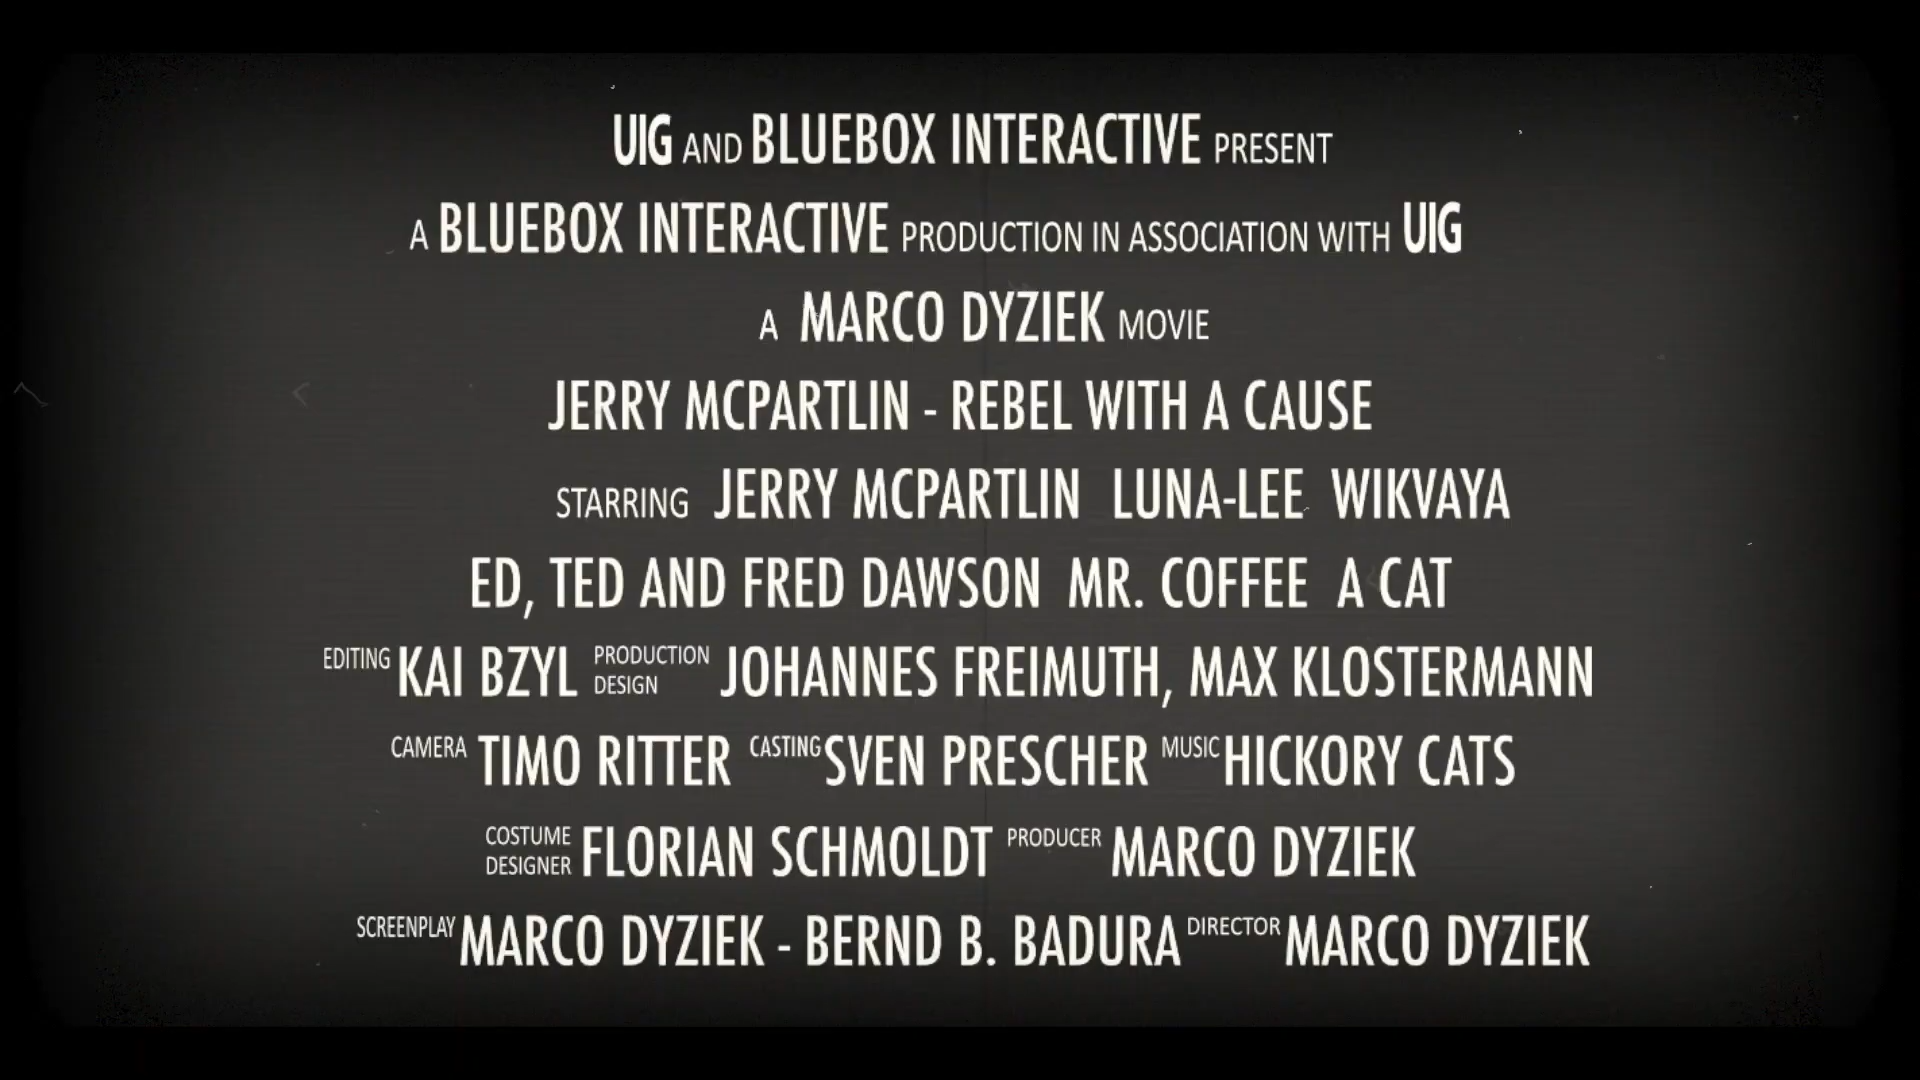 UIG AND BLUEBOX INTERACTIVE PRESENT
A BLUEBOX INTERACTIVE PRODUCTION IN ASSOCIATION WITH UIG
A MARCO DYZIEK MOVIE
JERRY MCPARTLIN - REBEL WITH A CAUSE
STARRING JERRY MCPARTLIN LUNA-LEE WIKVAYA
ED, TED AND FRED DAWSON MR. COFFEE A CAT
EDITING KAI BZYL PRODUCTION DESIGN JOHANNES FREIMUTH, MAX KLOSTERMANN
CAMERA TIMO RITTER CASTING SVEN PRESCHER MUSIC HICKORY CATS
COSTUME DESIGNER FLORIAN SCHMOLDT PRODUCER MARCO DYZIEK
SCREENPLAY MARCO DYZIEK - BERND B. BADURA DIRECTOR MARCO DYZIEK